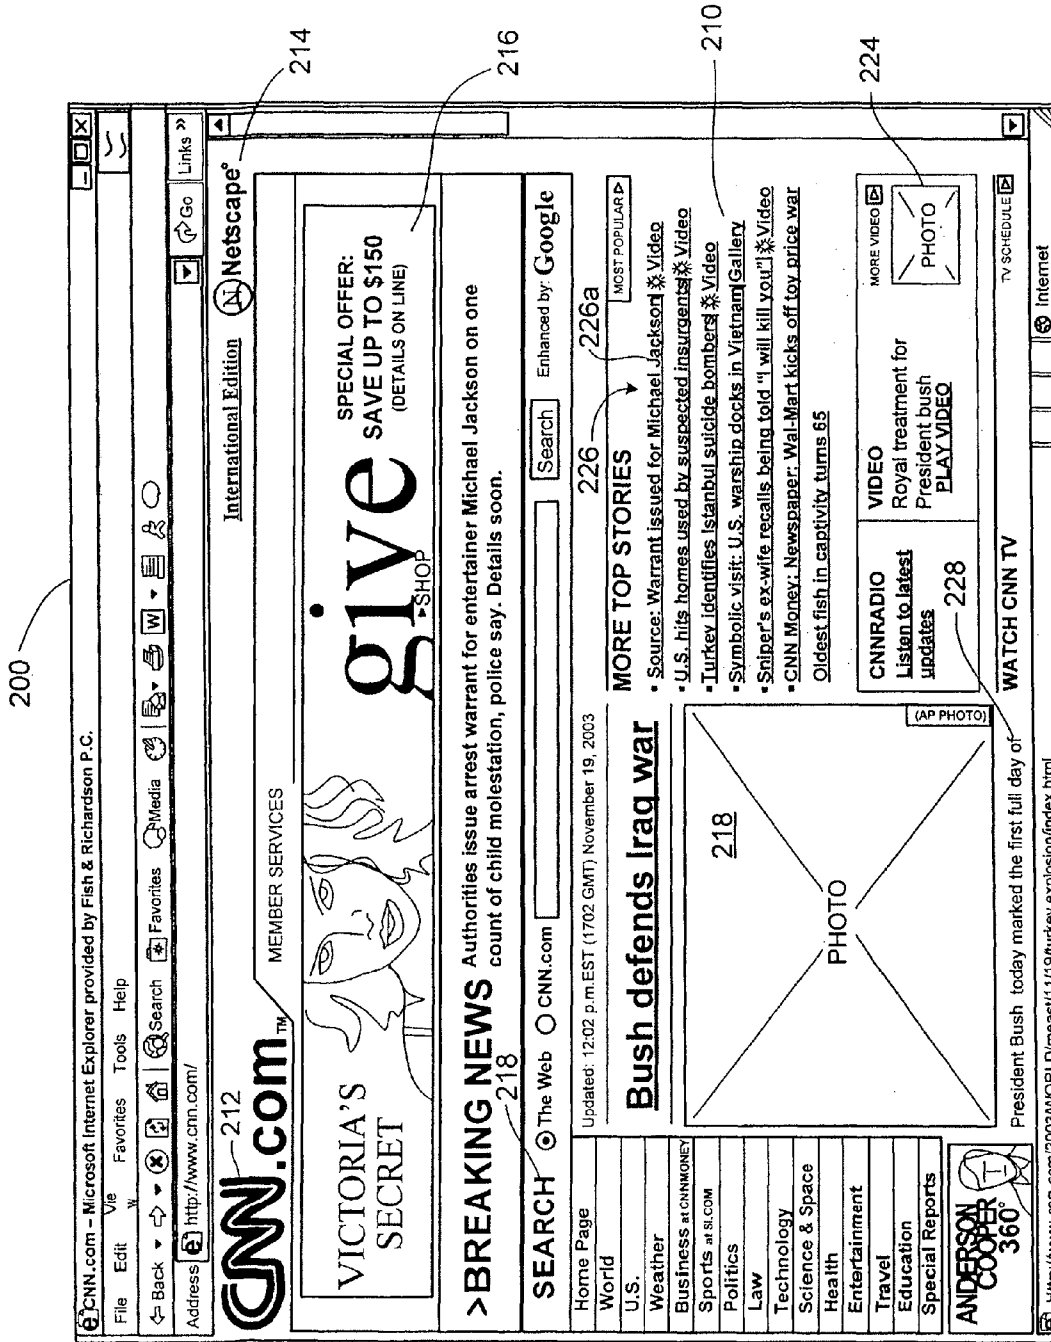 200
CNN.com – Microsoft Internet Explorer provided by Fish & Richardson P.C.
File Edit Vie
w Favorites Tools Help
Back Search Favorites Media W
Address http://www.cnn.com/ Go Links »
212
CNN.com™
International Edition
N Netscape®
214
MEMBER SERVICES
VICTORIA'S
SECRET
give
▸SHOP
SPECIAL OFFER:
SAVE UP TO $150
(DETAILS ON LINE)
216
>BREAKING NEWS
Authorities issue arrest warrant for entertainer Michael Jackson on one
count of child molestation, police say. Details soon.
218
SEARCH The Web CNN.com Search Enhanced by: Google
Home Page
World
U.S.
Weather
Business at CNNMONEY
Sports at SI.COM
Politics
Law
Technology
Science & Space
Health
Entertainment
Travel
Education
Special Reports
ANDERSON
COOPER
360°
Updated: 12:02 p.m.EST (1702 GMT) November 19, 2003
Bush defends Iraq war
218
PHOTO
(AP PHOTO)
President Bush today marked the first full day of
228
226
226a
MORE TOP STORIES
MOST POPULAR
▪ Source: Warrant issued for Michael Jackson| Video
▪ U.S. hits homes used by suspected insurgents| Video
▪ Turkey identifies Istanbul suicide bombers| Video
▪ Symbolic visit: U.S. warship docks in Vietnam|Gallery
▪ Sniper's ex-wife recalls being told "I will kill you"| Video
▪ CNN Money: Newspaper: Wal-Mart kicks off toy price war
Oldest fish in captivity turns 65
210
CNNRADIO
Listen to latest
updates
VIDEO
MORE VIDEO
Royal treatment for
President bush
PLAY VIDEO
PHOTO
224
WATCH CNN TV
TV SCHEDULE
Internet